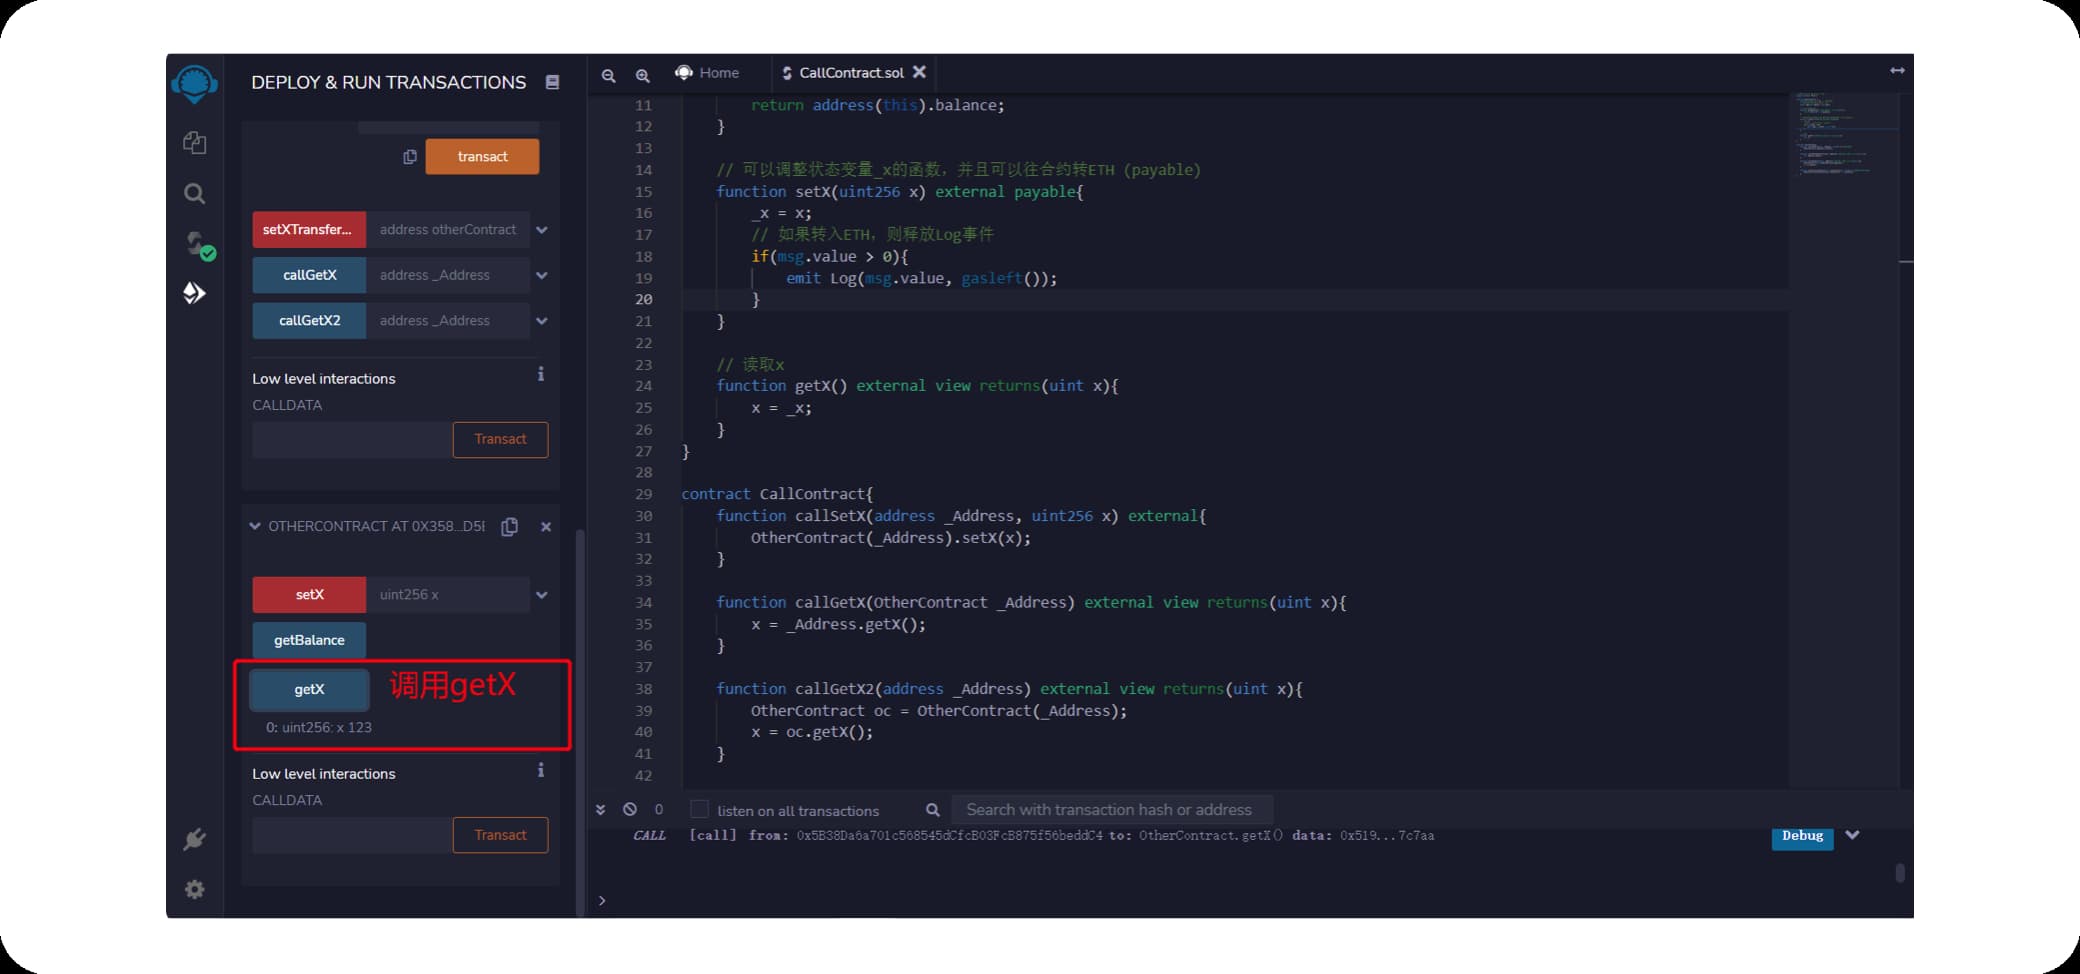 DEPLOY & RUN TRANSACTIONS
transact
setXTransfer... address otherContract
callGetX address _Address
callGetX2 address _Address
Low level interactions
CALLDATA
Transact
OTHERCONTRACT AT 0X358...D5
setX uint256 x
getBalance
getX 调用getX
0: uint256: x 123
Low level interactions
CALLDATA
Transact
Home CallContract.sol
11 return address(this).balance;
12 }
13
14 // 可以调整状态变量_x的函数，并且可以往合约转ETH (payable)
15 function setX(uint256 x) external payable{
16 _x = x;
17 // 如果转入ETH，则释放Log事件
18 if(msg.value > 0){
19 emit Log(msg.value, gasleft());
20 }
21 }
22
23 // 读取x
24 function getX() external view returns(uint x){
25 x = _x;
26 }
27 }
28
29 contract CallContract{
30 function callSetX(address _Address, uint256 x) external{
31 OtherContract(_Address).setX(x);
32 }
33
34 function callGetX(OtherContract _Address) external view returns(uint x){
35 x = _Address.getX();
36 }
37
38 function callGetX2(address _Address) external view returns(uint x){
39 OtherContract oc = OtherContract(_Address);
40 x = oc.getX();
41 }
42
0 listen on all transactions Search with transaction hash or address
CALL [call] from: 0x5B38Da6a701c568545dCfcB03FcB875f56beddC4 to: OtherContract.getX() data: 0x519...7c7aa Debug
>